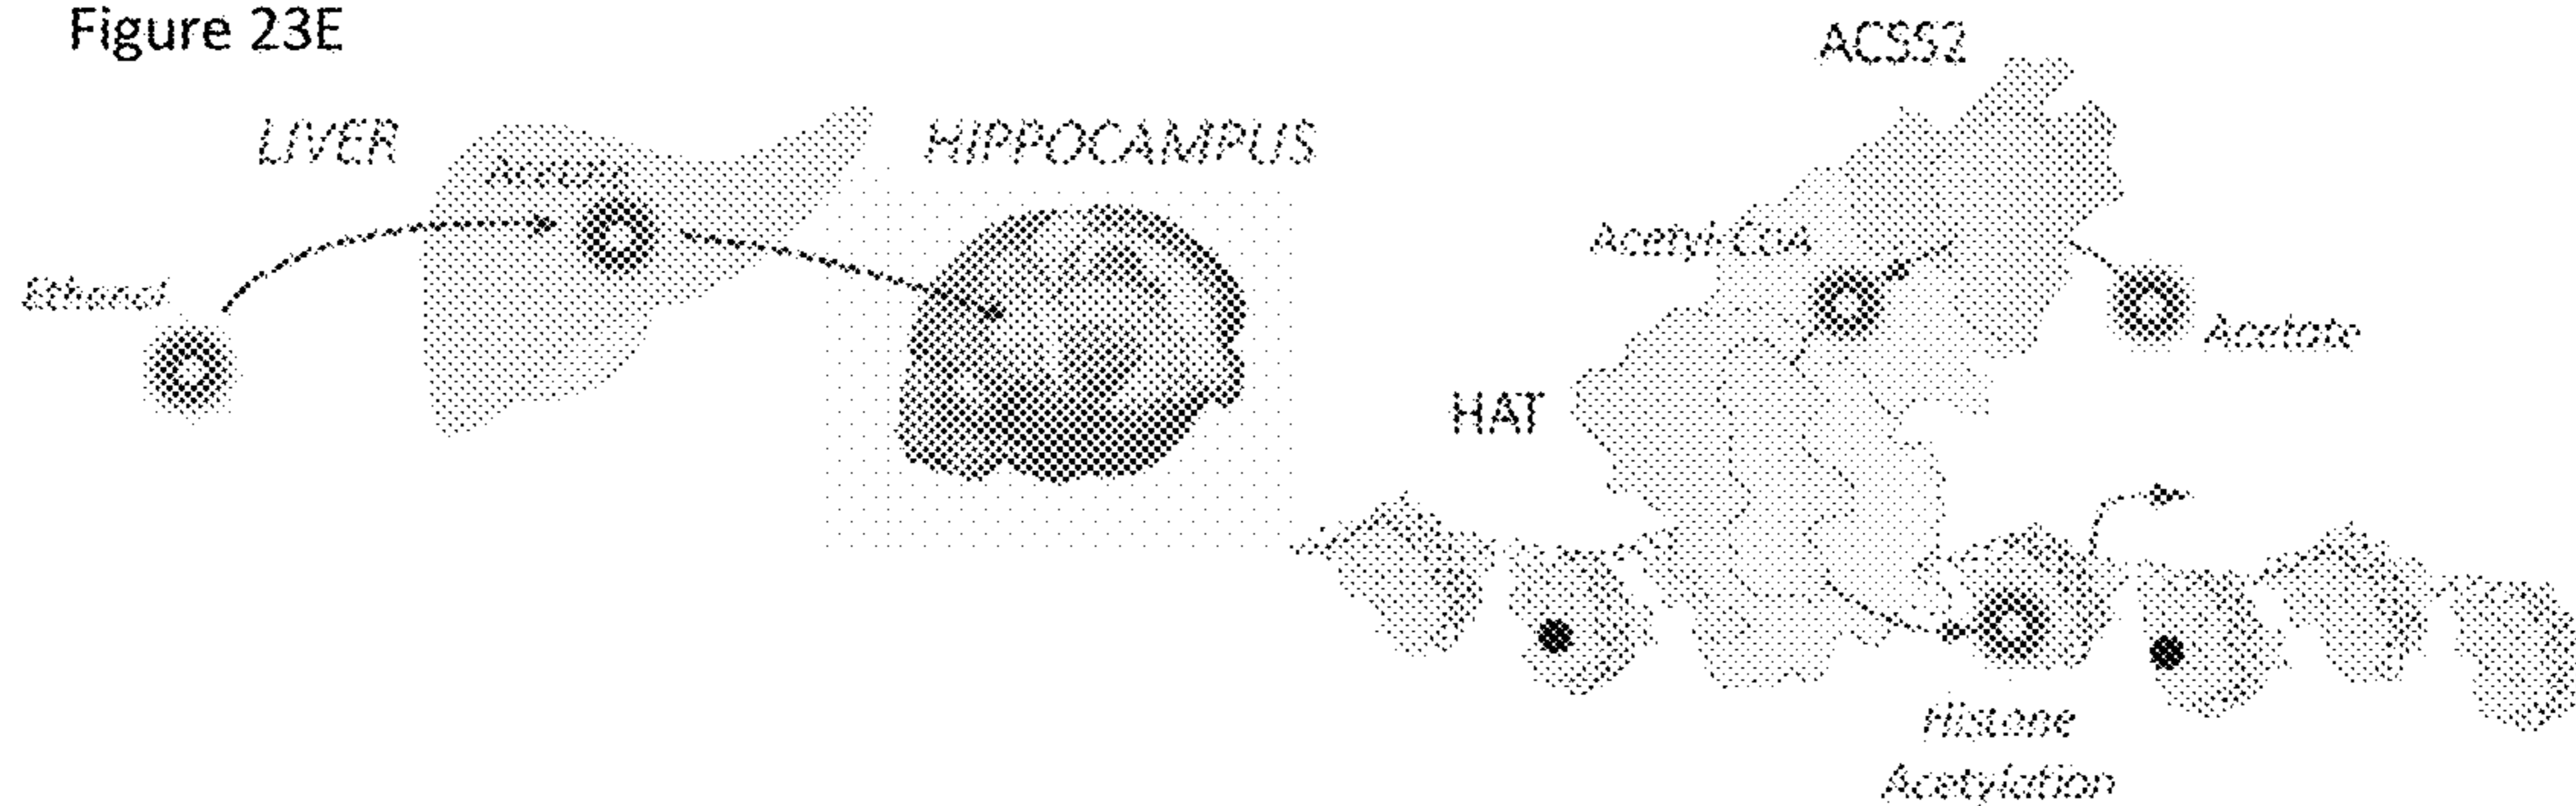 Figure 23E
ACSS2
LIVER
HIPPOCAMPUS
Acetyl-CoA
Ethanol
Acetate
HAT
Histone
Acetylation